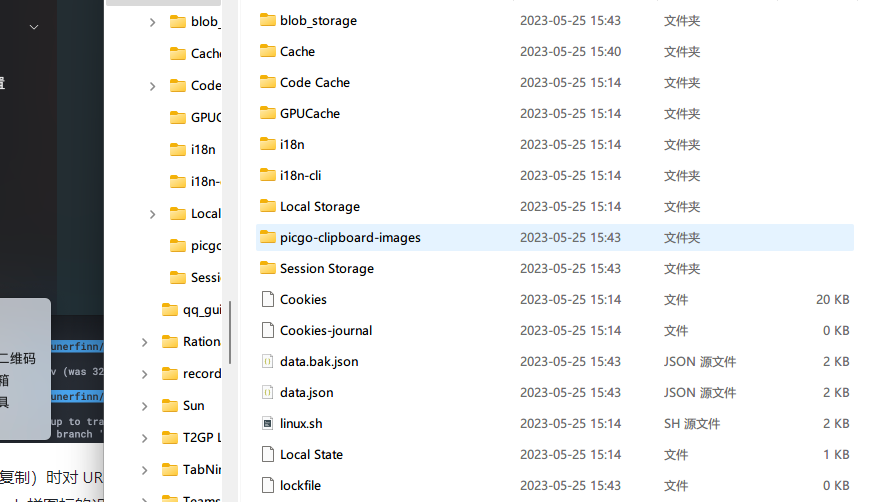 置
二维码
箱
具
unerfinn/
v (was 32
unerfinn/
up to tra
branch '
复制）时对 UR
blob_
Cache
Code
GPUC
i18n
i18n-
Local
picgo
Sessi
qq_gui
Rationa
record
Sun
T2GP L
TabNin
Teams
blob_storage 2023-05-25 15:43 文件夹
Cache 2023-05-25 15:40 文件夹
Code Cache 2023-05-25 15:14 文件夹
GPUCache 2023-05-25 15:14 文件夹
i18n 2023-05-25 15:14 文件夹
i18n-cli 2023-05-25 15:14 文件夹
Local Storage 2023-05-25 15:14 文件夹
picgo-clipboard-images 2023-05-25 15:43 文件夹
Session Storage 2023-05-25 15:43 文件夹
Cookies 2023-05-25 15:14 文件 20 KB
Cookies-journal 2023-05-25 15:14 文件 0 KB
data.bak.json 2023-05-25 15:43 JSON 源文件 2 KB
data.json 2023-05-25 15:43 JSON 源文件 2 KB
linux.sh 2023-05-25 15:14 SH 源文件 2 KB
Local State 2023-05-25 15:14 文件 1 KB
lockfile 2023-05-25 15:14 文件 0 KB